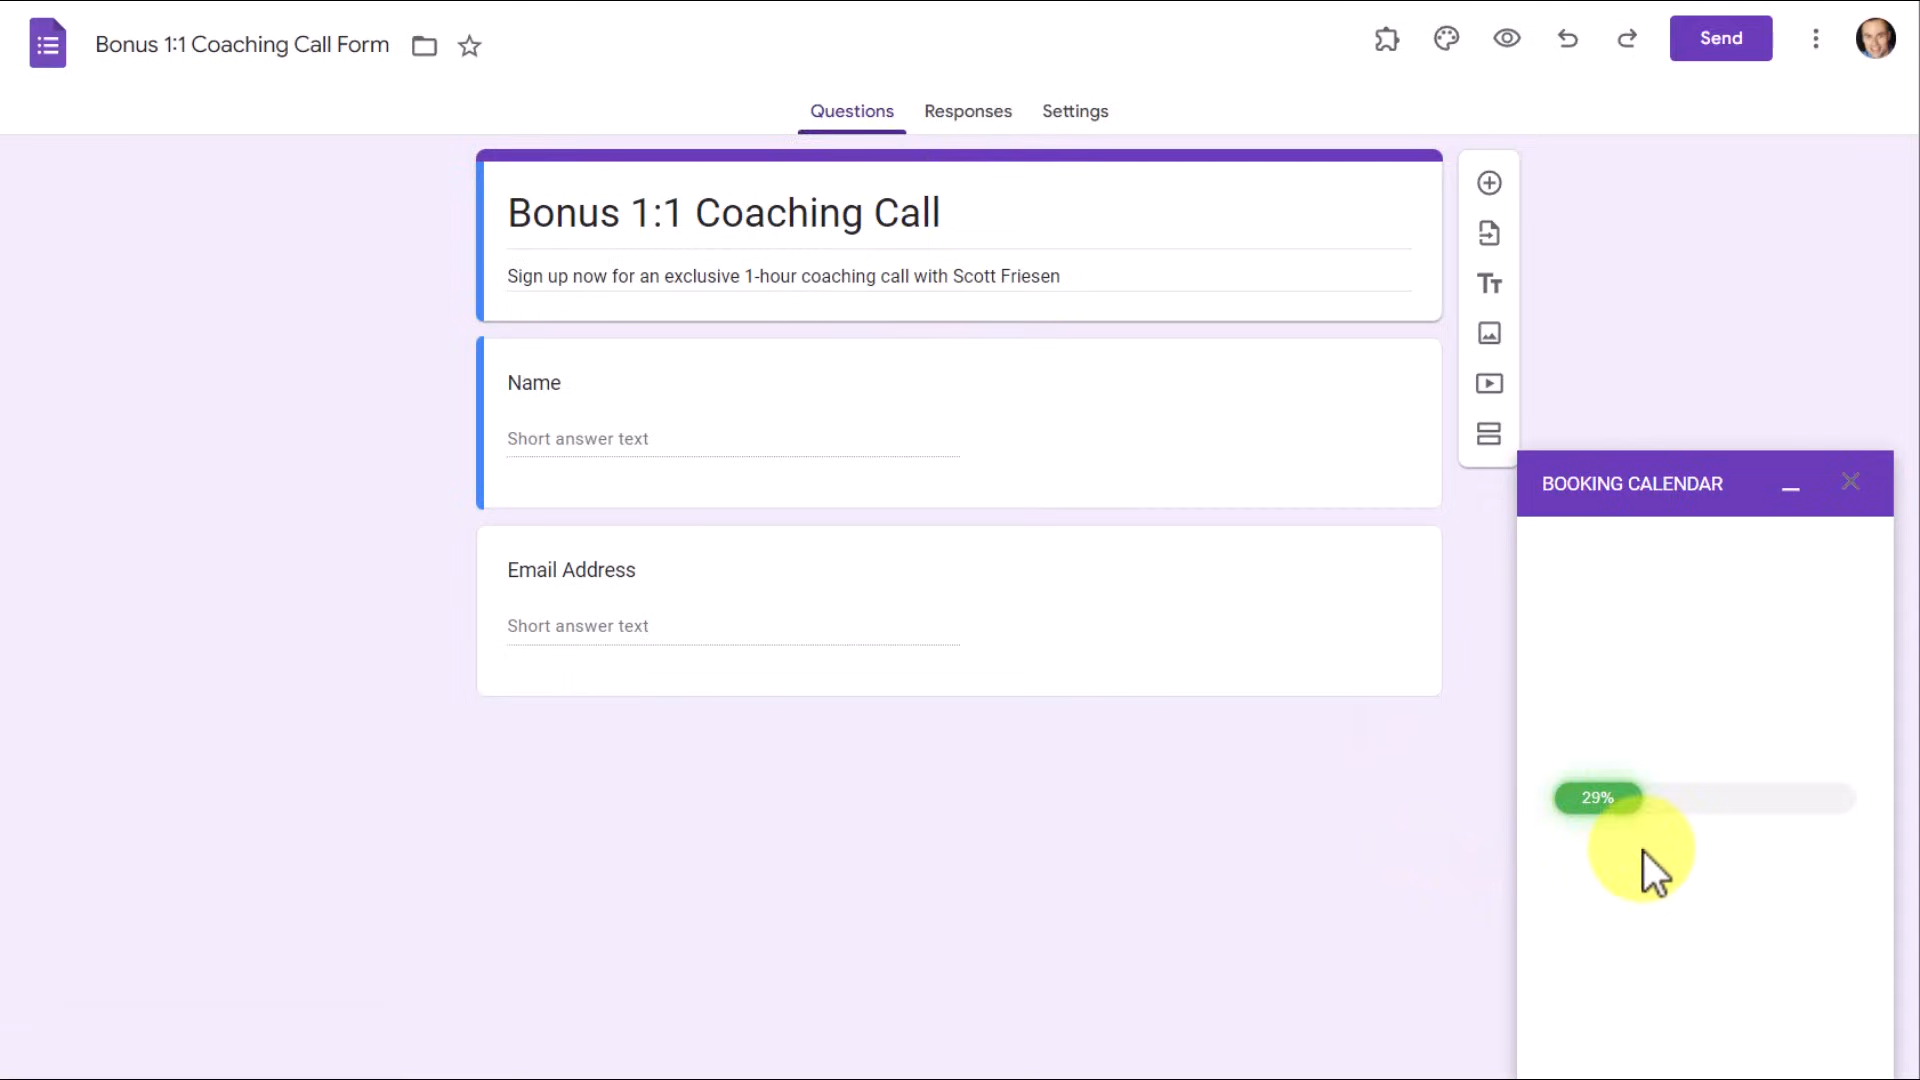 Bonus 1:1 Coaching Call Form
Send
Questions
Responses
Settings
Bonus 1:1 Coaching Call
Sign up now for an exclusive 1-hour coaching call with Scott Friesen
Tт
Name
Short answer text
BOOKING CALENDAR
Email Address
Short answer text
29%